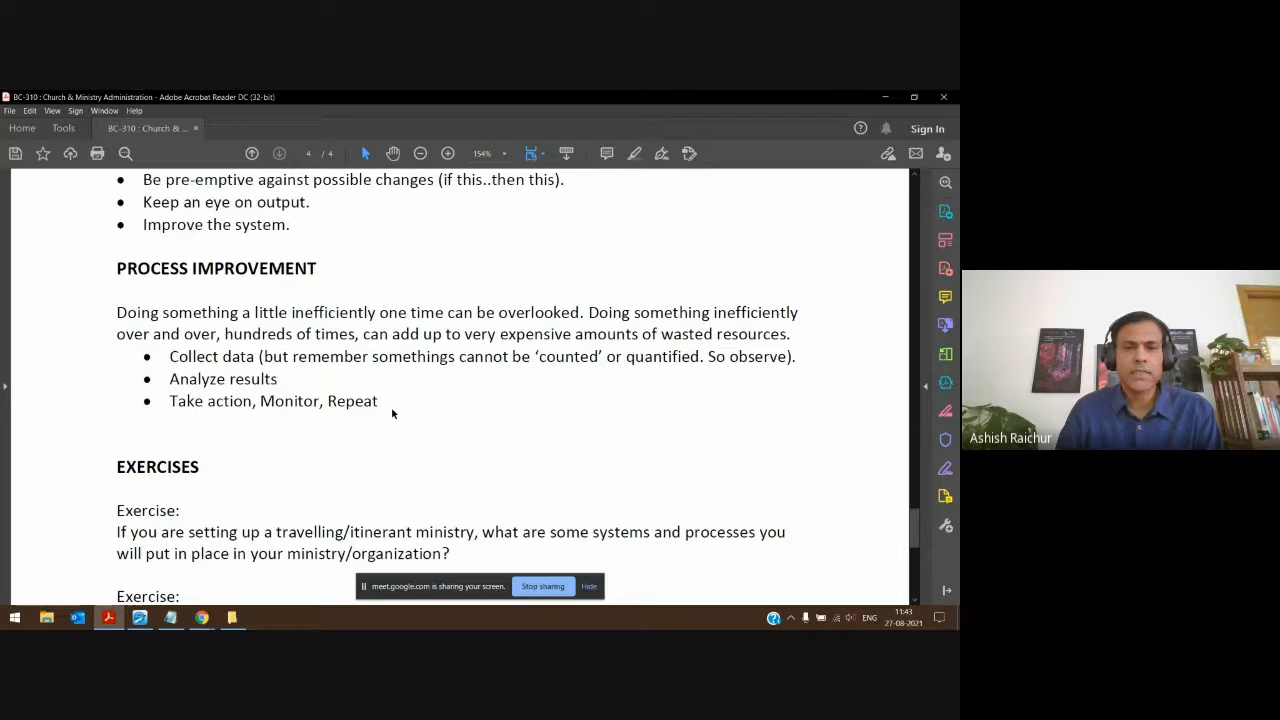 BC-310 : Church & Ministry Administration - Adobe Acrobat Reader DC (32-bit)
File Edit View Sign Window Help
Home Tools BC-310 : Church & ... × Sign In
4 / 4 154%
• Be pre-emptive against possible changes (if this..then this).
• Keep an eye on output.
• Improve the system.
PROCESS IMPROVEMENT
Doing something a little inefficiently one time can be overlooked. Doing something inefficiently
over and over, hundreds of times, can add up to very expensive amounts of wasted resources.
• Collect data (but remember somethings cannot be ‘counted’ or quantified. So observe).
• Analyze results
• Take action, Monitor, Repeat
EXERCISES
Exercise:
If you are setting up a travelling/itinerant ministry, what are some systems and processes you
will put in place in your ministry/organization?
Exercise:
meet.google.com is sharing your screen. Stop sharing Hide
ENG 11:43
27-08-2021
Ashish Raichur